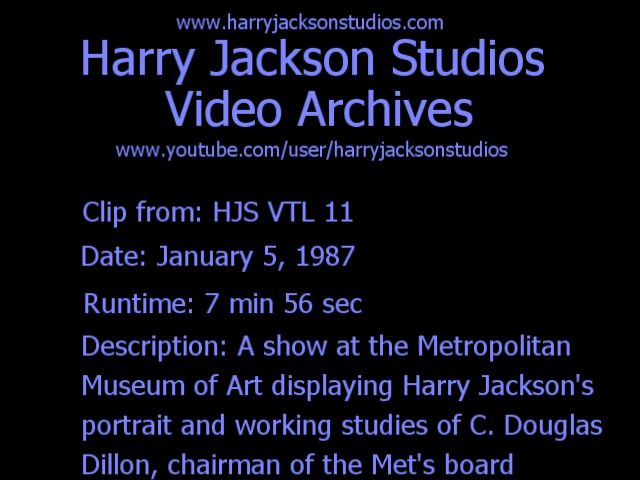 www.harryjacksonstudios.com
Harry Jackson Studios
Video Archives
www.youtube.com/user/harryjacksonstudios
Clip from: HJS VTL 11
Date: January 5, 1987
Runtime: 7 min 56 sec
Description: A show at the Metropolitan
Museum of Art displaying Harry Jackson's
portrait and working studies of C. Douglas
Dillon, chairman of the Met's board